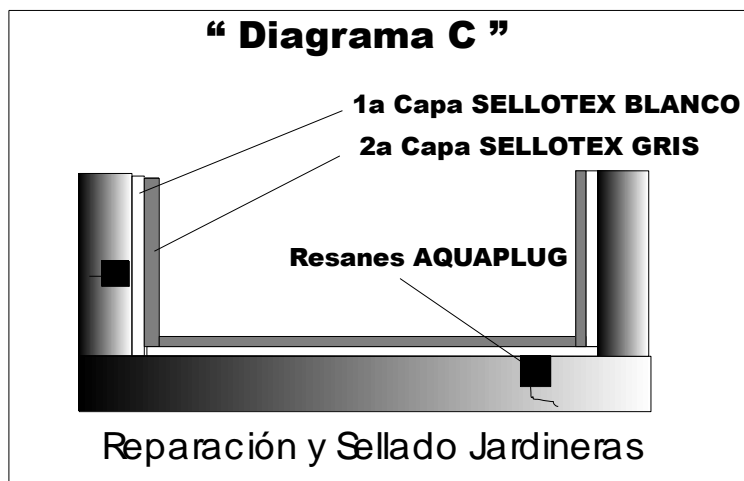 “ Diagrama C ”
1a Capa SELLOTEX BLANCO
2a Capa SELLOTEX GRIS
Resanes AQUAPLUG
Reparación y Sellado Jardineras